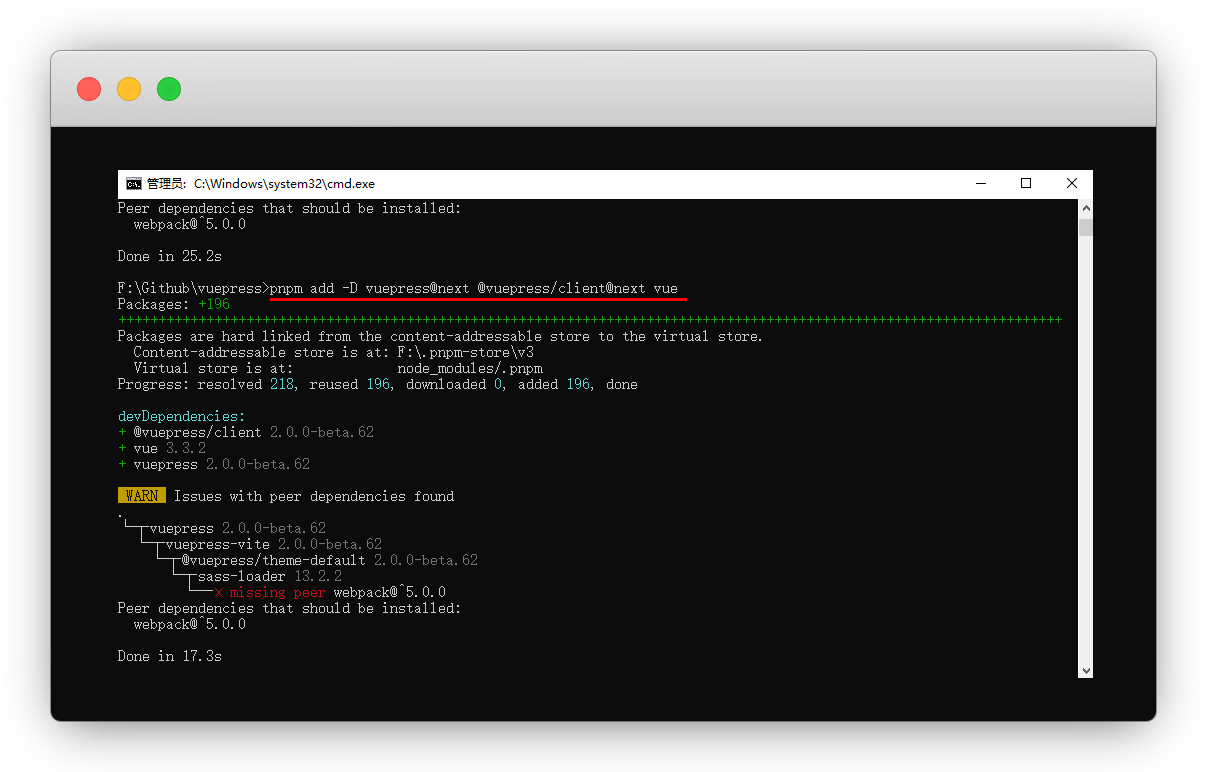 管理员: C:\Windows\system32\cmd.exe
Peer dependencies that should be installed:
  webpack@^5.0.0
Done in 25.2s
F:\Github\vuepress>pnpm add -D vuepress@next @vuepress/client@next vue
Packages: +196
++++++++++++++++++++++++++++++++++++++++++++++++++++++++++++++++++++++++++++++++++++++++++++++++++++++++++++++++++++++
Packages are hard linked from the content-addressable store to the virtual store.
  Content-addressable store is at: F:\.pnpm-store\v3
  Virtual store is at:             node_modules/.pnpm
Progress: resolved 218, reused 196, downloaded 0, added 196, done
devDependencies:
+ @vuepress/client 2.0.0-beta.62
+ vue 3.3.2
+ vuepress 2.0.0-beta.62
WARN Issues with peer dependencies found
.
└─┬vuepress 2.0.0-beta.62
  └─┬vuepress-vite 2.0.0-beta.62
    └─┬@vuepress/theme-default 2.0.0-beta.62
      └─┬sass-loader 13.2.2
        └──✕ missing peer webpack@^5.0.0
Peer dependencies that should be installed:
  webpack@^5.0.0
Done in 17.3s